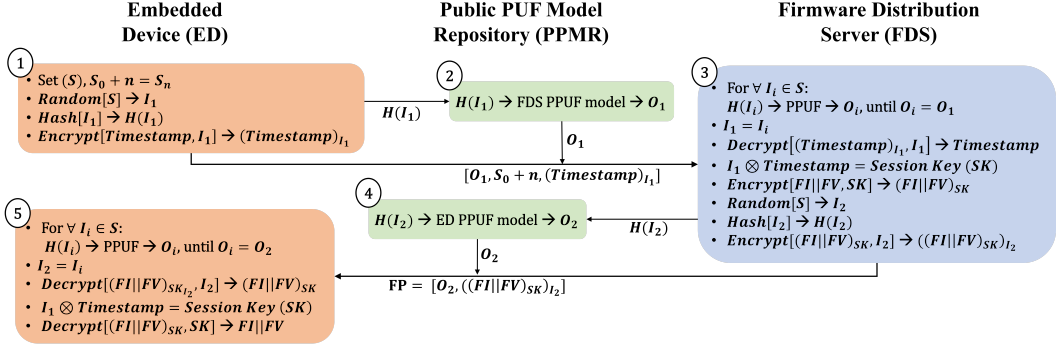 Embedded
Device (ED)
Public PUF Model
Repository (PPMR)
Firmware Distribution
Server (FDS)
1
• Set (S), S₀ + n = Sₙ
• Random[S] → I₁
• Hash[I₁] → H(I₁)
• Encrypt[Timestamp, I₁] → (Timestamp)_{I₁}
H(I₁)
2
H(I₁) → FDS PPUF model → O₁
O₁
[O₁, S₀ + n, (Timestamp)_{I₁}]
3
• For ∀ Iᵢ ∈ S:
H(Iᵢ) → PPUF → Oᵢ, until Oᵢ = O₁
• I₁ = Iᵢ
• Decrypt[(Timestamp)_{I₁}, I₁] → Timestamp
• I₁ ⊗ Timestamp = Session Key (SK)
• Encrypt[FI||FV, SK] → (FI||FV)_{SK}
• Random[S] → I₂
• Hash[I₂] → H(I₂)
• Encrypt[(FI||FV)_{SK}, I₂] → ((FI||FV)_{SK})_{I₂}
H(I₂)
4
H(I₂) → ED PPUF model → O₂
O₂
FP = [O₂, ((FI||FV)_{SK})_{I₂}]
5
• For ∀ Iᵢ ∈ S:
H(Iᵢ) → PPUF → Oᵢ, until Oᵢ = O₂
• I₂ = Iᵢ
• Decrypt[(FI||FV)_{SK_{I₂}}, I₂] → (FI||FV)_{SK}
• I₁ ⊗ Timestamp = Session Key (SK)
• Decrypt[(FI||FV)_{SK}, SK] → FI||FV